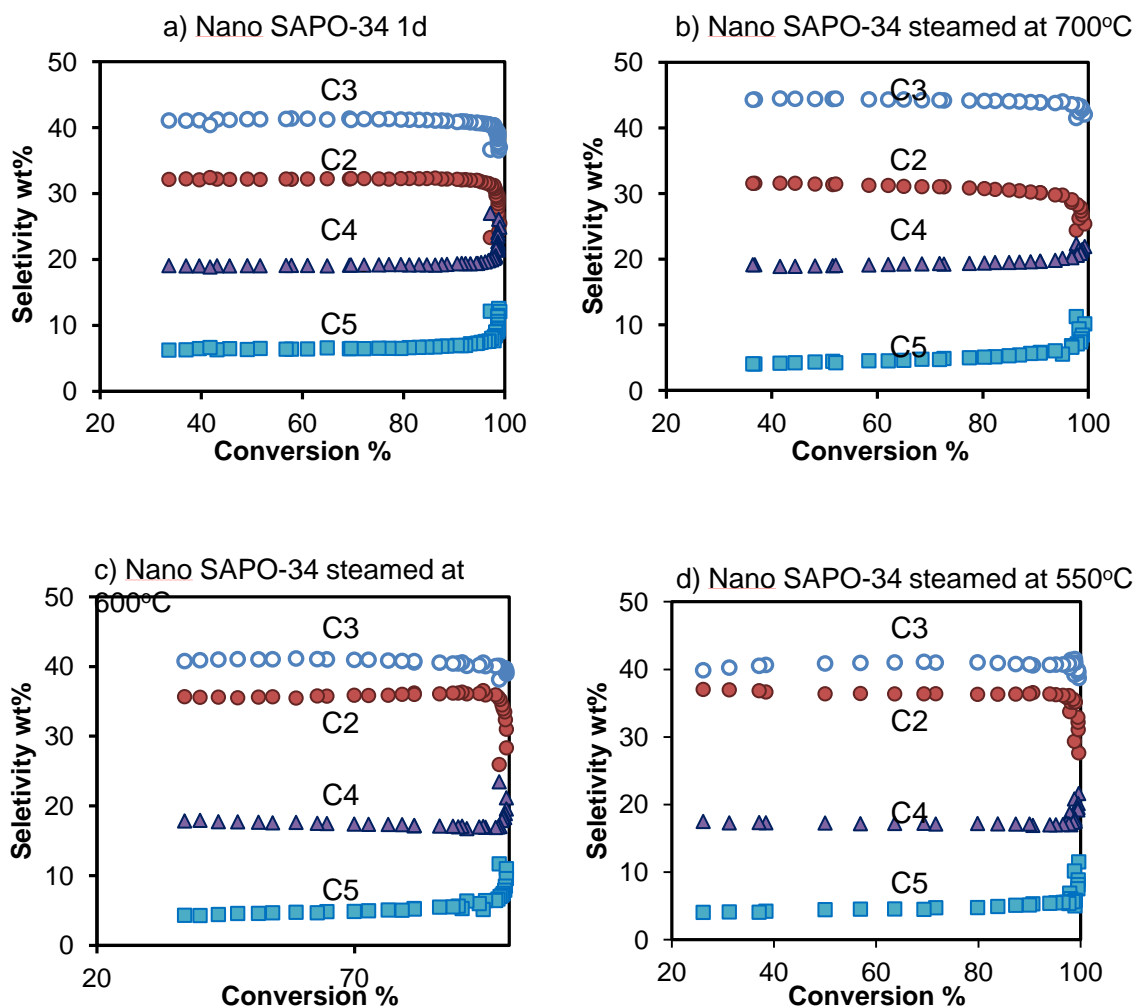 a) Nano SAPO-34 1d
50
40
30
20
10
0
Seletivity wt%
C3
C2
C4
C5
20 40 60 80 100
Conversion %
b) Nano SAPO-34 steamed at 700°C
50
40
30
20
10
0
Seletivity wt%
C3
C2
C4
C5
20 40 60 80 100
Conversion %
c) Nano SAPO-34 steamed at
600°C
50
40
30
20
10
0
Seletivity wt%
C3
C2
C4
C5
20 70
Conversion %
d) Nano SAPO-34 steamed at 550°C
50
40
30
20
10
0
Seletivity wt%
C3
C2
C4
C5
20 40 60 80 100
Conversion %